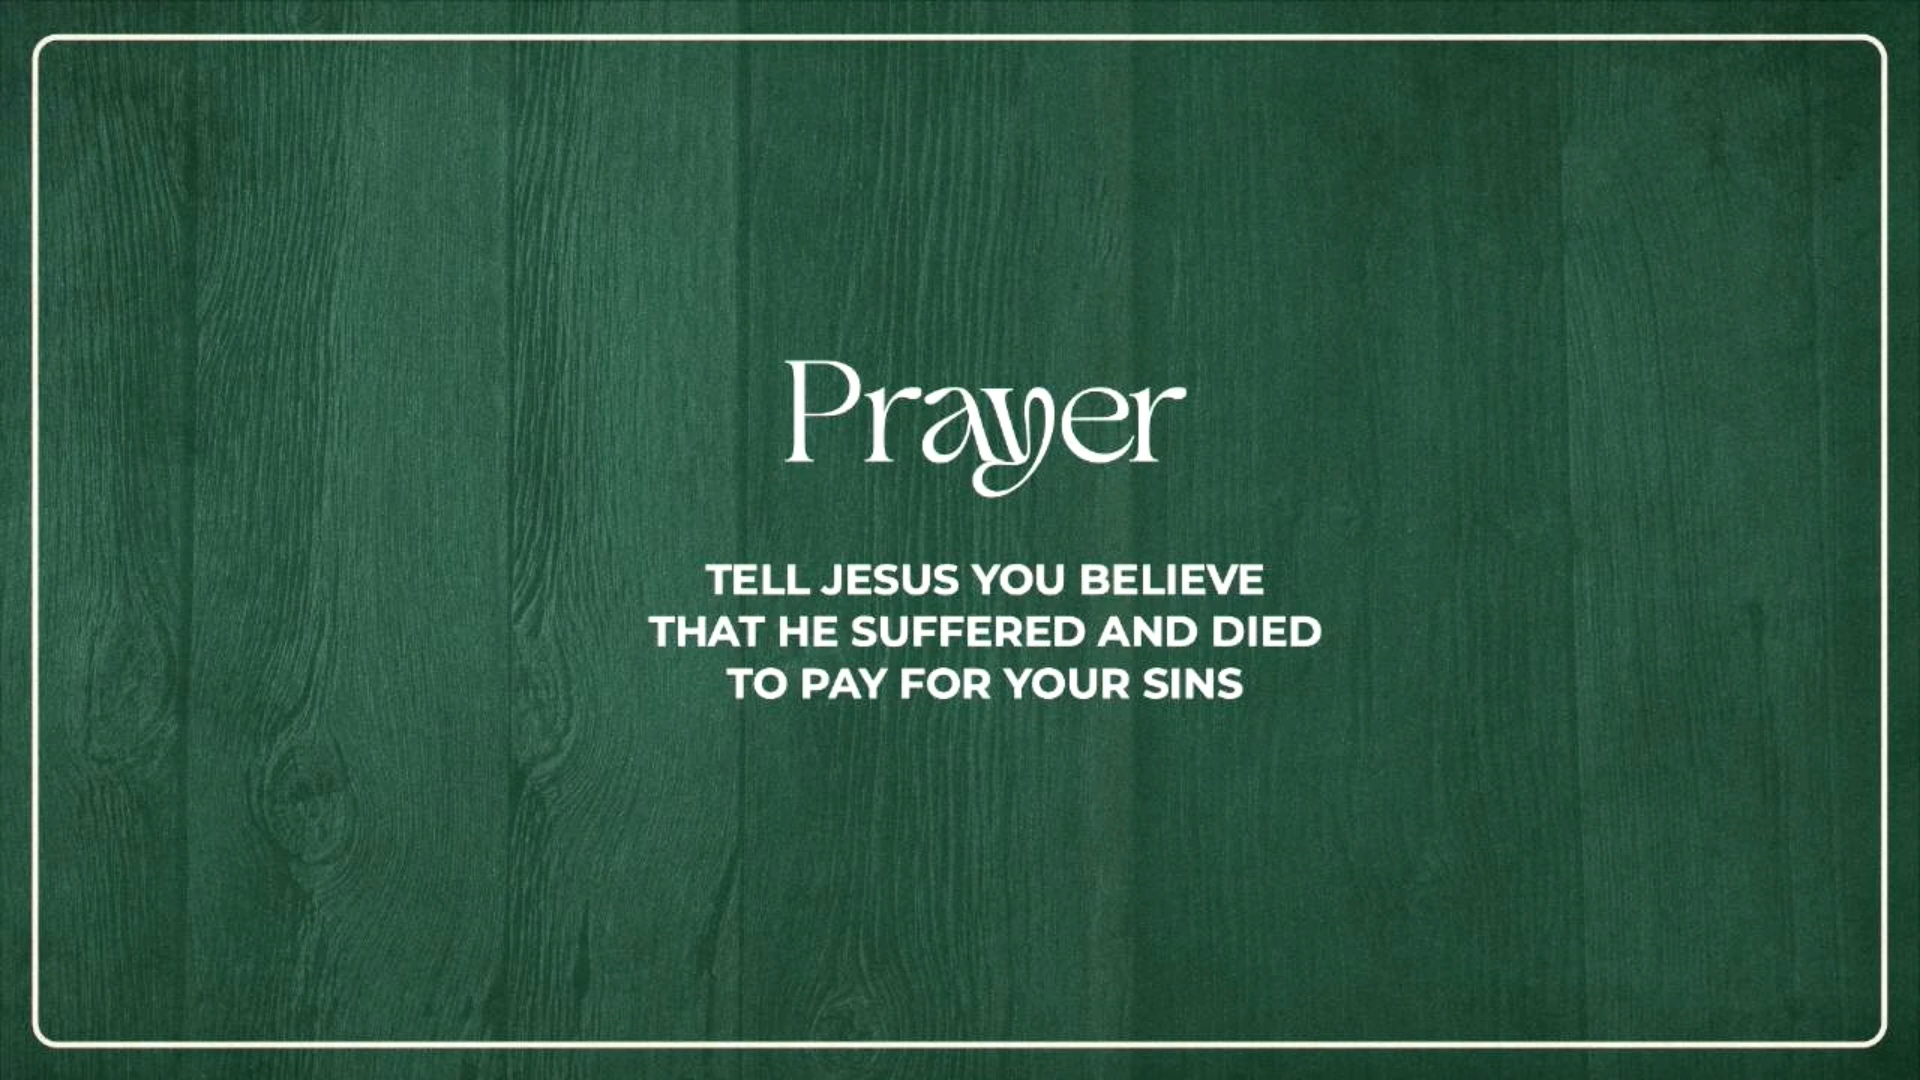 Prayer
TELL JESUS YOU BELIEVE
THAT HE SUFFERED AND DIED
TO PAY FOR YOUR SINS